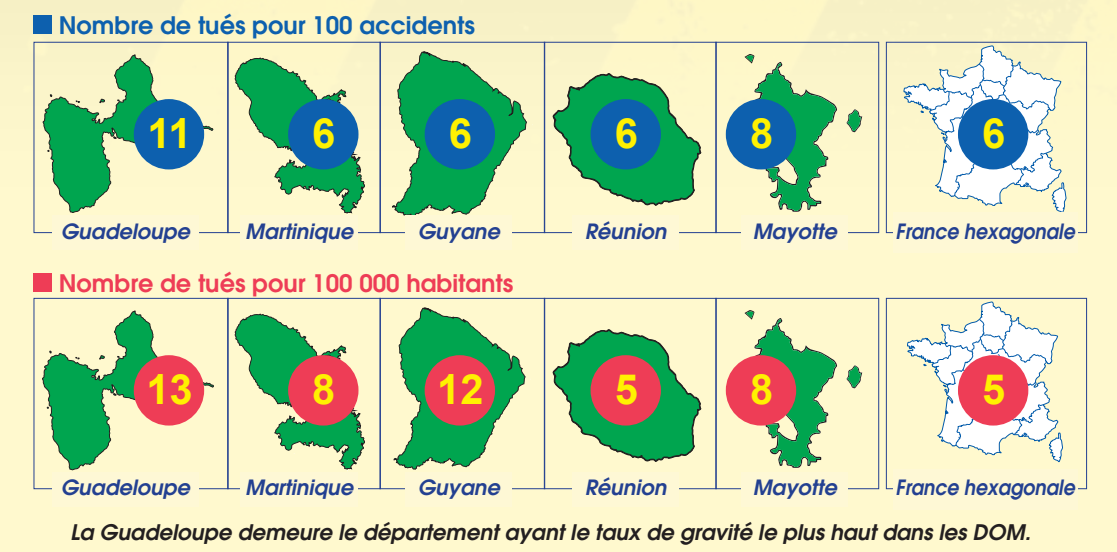 Nombre de tués pour 100 accidents
11 6 6 6 8 6
Guadeloupe Martinique Guyane Réunion Mayotte France hexagonale
Nombre de tués pour 100 000 habitants
13 8 12 5 8 5
Guadeloupe Martinique Guyane Réunion Mayotte France hexagonale
La Guadeloupe demeure le département ayant le taux de gravité le plus haut dans les DOM.